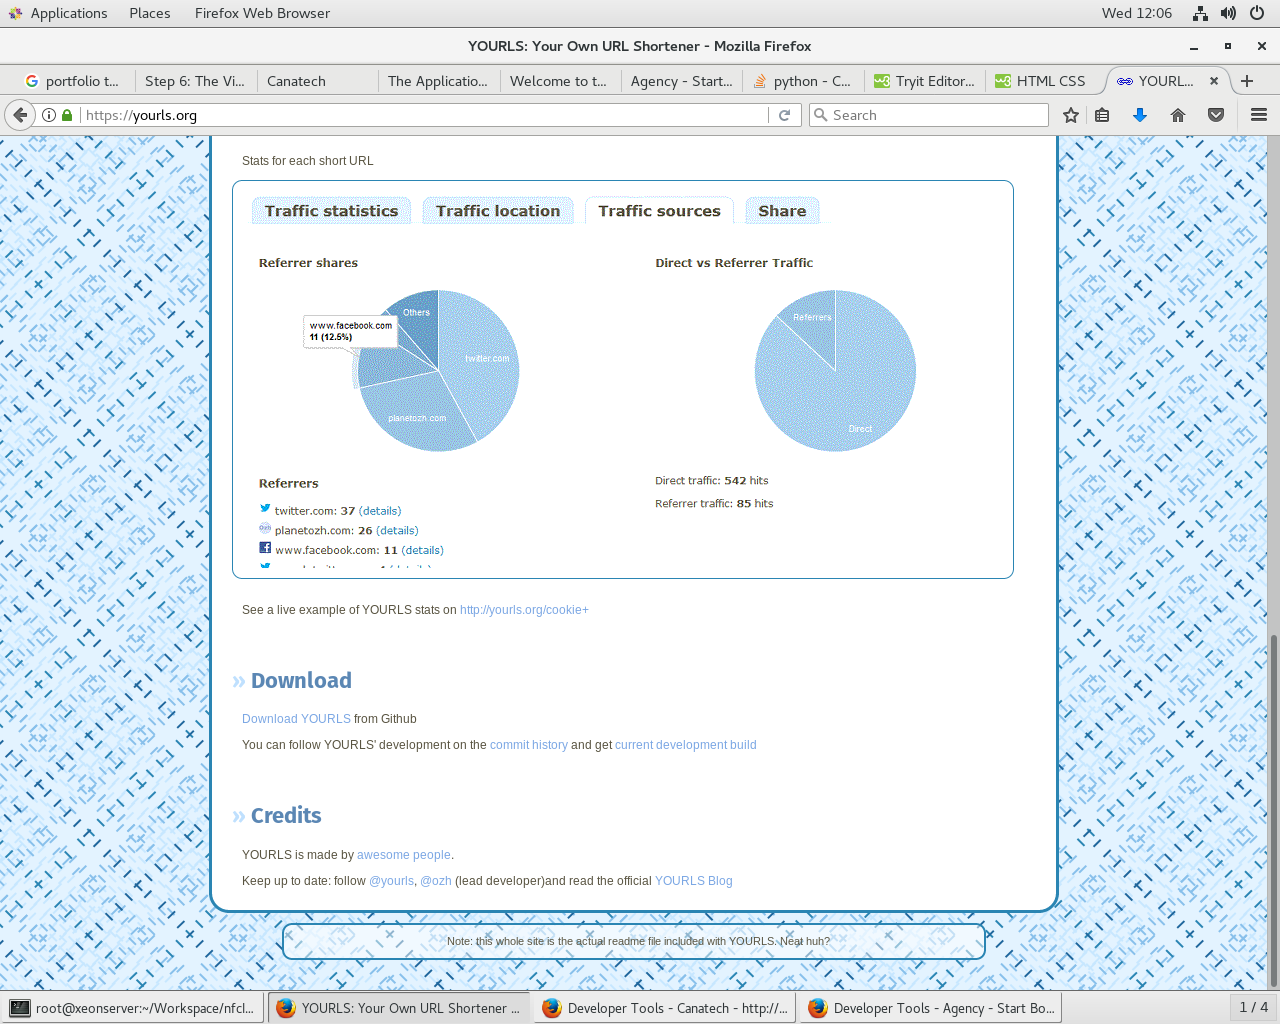 Applications Places Firefox Web Browser Wed 12:06
YOURLS: Your Own URL Shortener - Mozilla Firefox
portfolio t... Step 6: The Vi... Canatech The Applicatio... Welcome to t... Agency - Start... python - C... Tryit Editor... HTML CSS YOURL...
https://yourls.org Search
Stats for each short URL
Traffic statistics Traffic location Traffic sources Share
Referrer shares Direct vs Referrer Traffic
Others
www.facebook.com
11 (12.5%)
twitter.com
planetozh.com
Referrers
Direct
Referrers
twitter.com: 37 (details)
planetozh.com: 26 (details)
www.facebook.com: 11 (details)
Direct traffic: 542 hits
Referrer traffic: 85 hits
See a live example of YOURLS stats on http://yourls.org/cookie+
» Download
Download YOURLS from Github
You can follow YOURLS' development on the commit history and get current development build
» Credits
YOURLS is made by awesome people.
Keep up to date: follow @yourls, @ozh (lead developer)and read the official YOURLS Blog
Note: this whole site is the actual readme file included with YOURLS. Neat huh?
root@xeonserver:~/Workspace/nfcl... YOURLS: Your Own URL Shortener ... Developer Tools - Canatech - http://... Developer Tools - Agency - Start Bo... 1 / 4